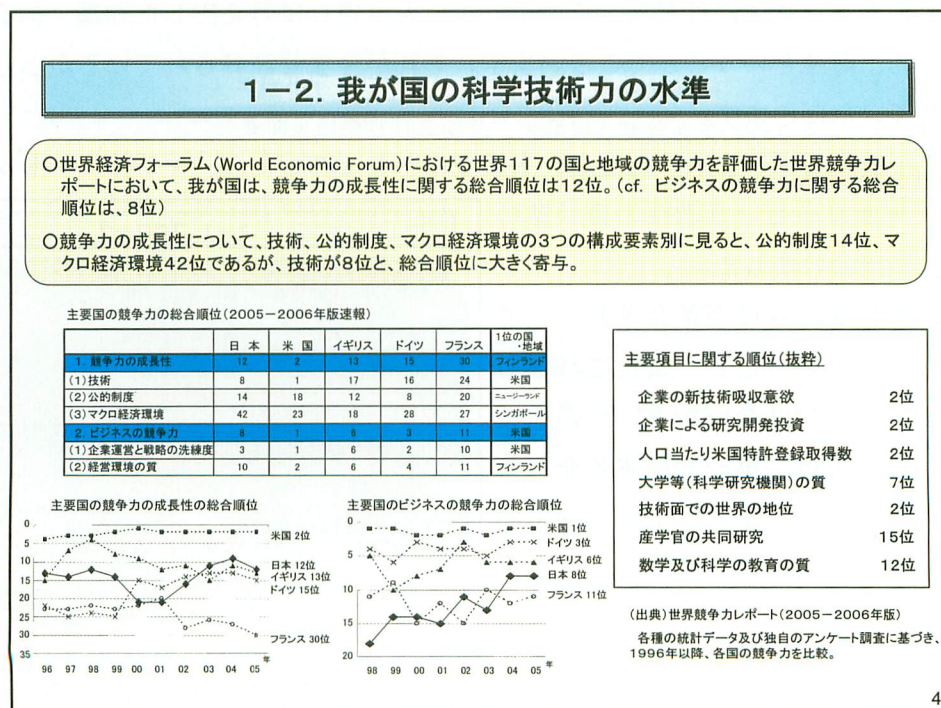 1－2．我が国の科学技術力の水準
○世界経済フォーラム(World Economic Forum)における世界117の国と地域の競争力を評価した世界競争力レ
ポートにおいて、我が国は、競争力の成長性に関する総合順位は12位。(cf. ビジネスの競争力に関する総合
順位は、8位)
○競争力の成長性について、技術、公的制度、マクロ経済環境の3つの構成要素別に見ると、公的制度14位、マ
クロ経済環境42位であるが、技術が8位と、総合順位に大きく寄与。
主要国の競争力の総合順位(2005－2006年版速報)
日 本 米 国 イギリス ドイツ フランス 1位の国・地域
1. 競争力の成長性 12 2 13 15 30 フィンランド
(1)技術 8 1 17 16 24 米国
(2)公的制度 14 18 12 8 20 ニュージーランド
(3)マクロ経済環境 42 23 18 28 27 シンガポール
2. ビジネスの競争力 8 1 6 3 11 米国
(1)企業運営と戦略の洗練度 3 1 6 2 10 米国
(2)経営環境の質 10 2 6 4 11 フィンランド
主要項目に関する順位(抜粋)
企業の新技術吸収意欲 2位
企業による研究開発投資 2位
人口当たり米国特許登録取得数 2位
大学等(科学研究機関)の質 7位
技術面での世界の地位 2位
産学官の共同研究 15位
数学及び科学の教育の質 12位
主要国の競争力の成長性の総合順位
0
5
10
15
20
25
30
35
米国 2位
日本 12位
イギリス 13位
ドイツ 15位
フランス 30位
96 97 98 99 00 01 02 03 04 05 年
主要国のビジネスの競争力の総合順位
0
5
10
15
20
米国 1位
ドイツ 3位
イギリス 6位
日本 8位
フランス 11位
98 99 00 01 02 03 04 05 年
(出典)世界競争力レポート(2005－2006年版)
各種の統計データ及び独自のアンケート調査に基づき、
1996年以降、各国の競争力を比較。
4